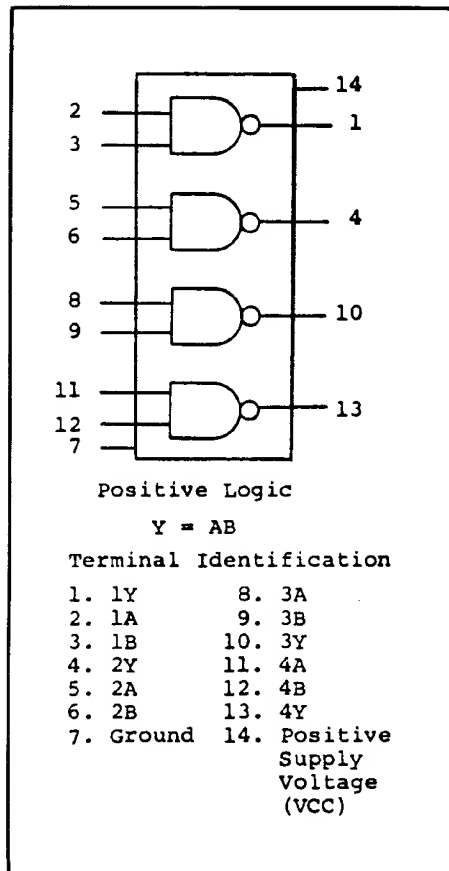 2
3
14
1
5
6
4
8
9
10
11
12
7
13
Positive Logic
Y = AB
Terminal Identification
1. 1Y 8. 3A
2. 1A 9. 3B
3. 1B 10. 3Y
4. 2Y 11. 4A
5. 2A 12. 4B
6. 2B 13. 4Y
7. Ground 14. Positive
Supply
Voltage
(VCC)